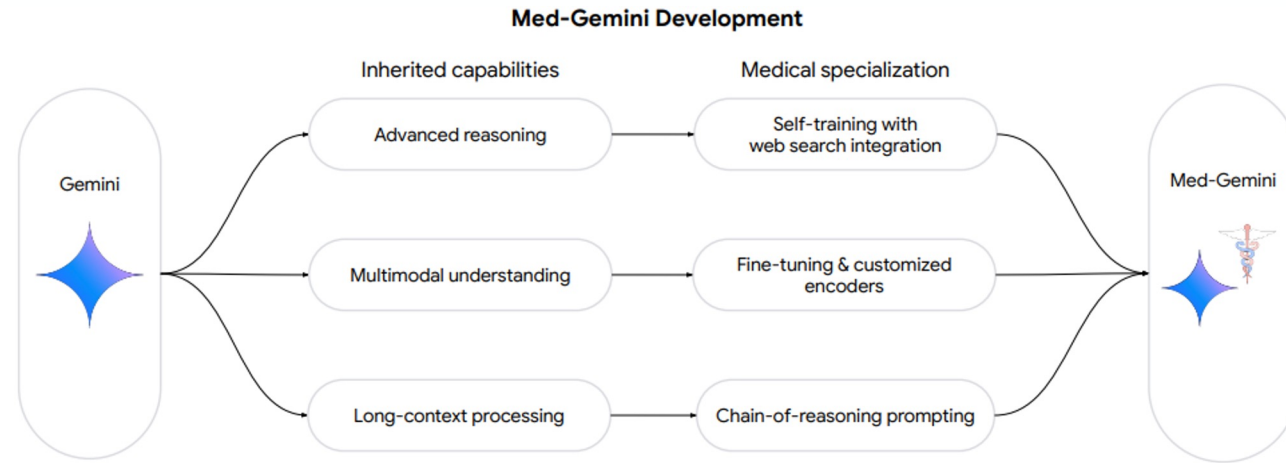 Med-Gemini Development
Inherited capabilities
Medical specialization
Gemini
Advanced reasoning
Self-training with
web search integration
Multimodal understanding
Fine-tuning & customized
encoders
Long-context processing
Chain-of-reasoning prompting
Med-Gemini